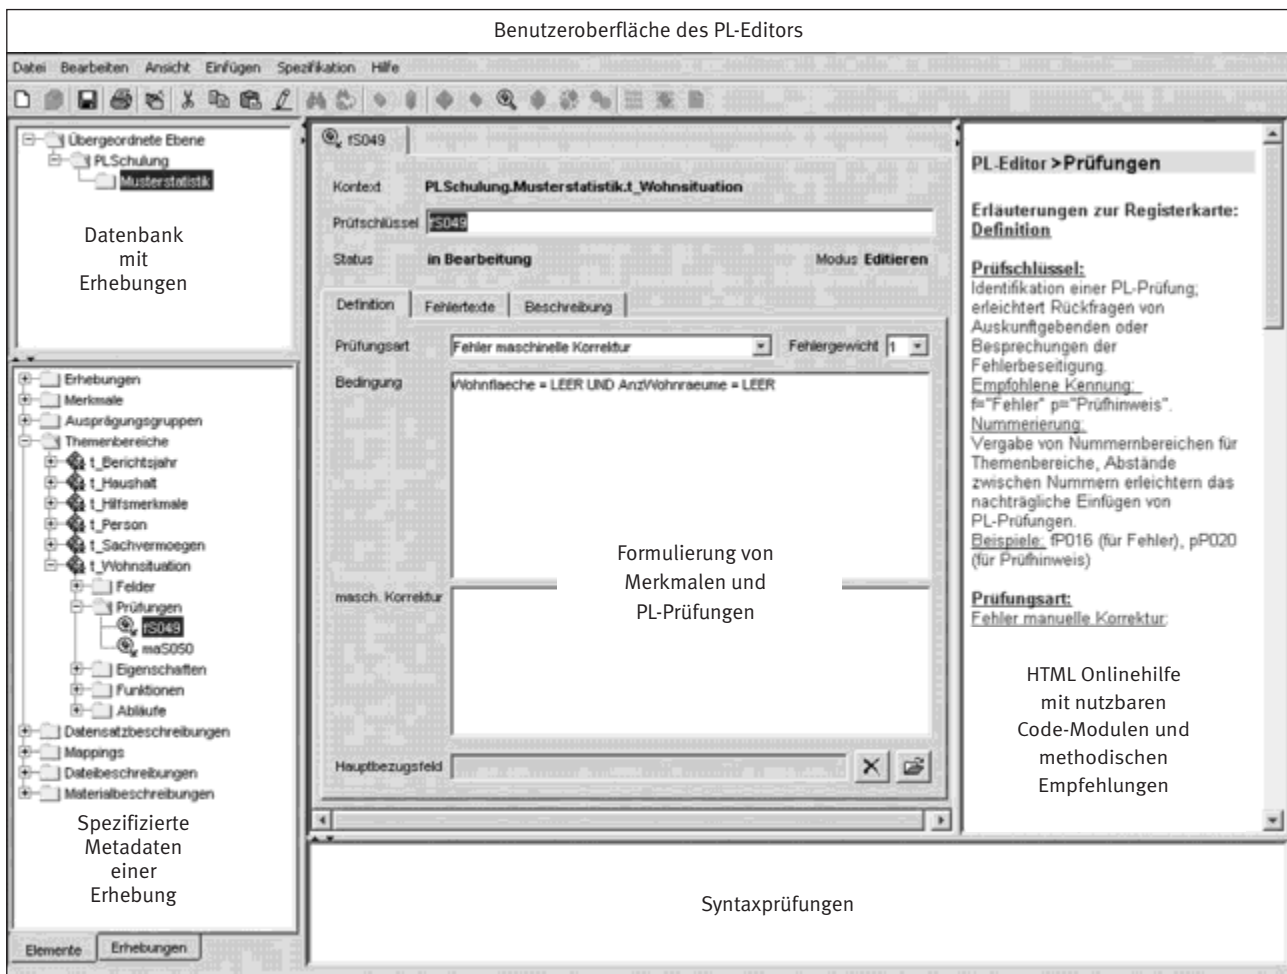 Benutzeroberfläche des PL-Editors
Datei Bearbeiten Ansicht Einfügen Spezifikation Hilfe
Übergeordnete Ebene
PLSchulung
Musterstatistik
Datenbank
mit
Erhebungen
Erhebungen
Merkmale
Ausprägungsgruppen
Themenbereiche
t_Berichtsjahr
t_Haushalt
t_Hilfsmerkmale
t_Person
t_Sachvermoegen
t_Wohnsituation
Felder
Prüfungen
fS049
maS050
Eigenschaften
Funktionen
Abläufe
Datensatzbeschreibungen
Mappings
Dateibeschreibungen
Materialbeschreibungen
Spezifizierte
Metadaten
einer
Erhebung
Elemente Erhebungen
fS049
Kontext PLSchulung.Musterstatistik.t_Wohnsituation
Prüfschlüssel fS049
Status in Bearbeitung Modus Editieren
Definition Fehlertexte Beschreibung
Prüfungsart Fehler maschinelle Korrektur Fehlergewicht 1
Bedingung Wohnflaeche = LEER UND AnzWohnraeume = LEER
Formulierung von
Merkmalen und
PL-Prüfungen
masch. Korrektur
Hauptbezugsfeld
PL-Editor >Prüfungen
Erläuterungen zur Registerkarte:
Definition
Prüfschlüssel:
Identifikation einer PL-Prüfung;
erleichtert Rückfragen von
Auskunftgebenden oder
Besprechungen der
Fehlerbeseitigung.
Empfohlene Kennung:
f="Fehler" p="Prüfhinweis".
Nummerierung:
Vergabe von Nummernbereichen für
Themenbereiche, Abstände
zwischen Nummern erleichtern das
nachträgliche Einfügen von
PL-Prüfungen.
Beispiele: fP016 (für Fehler), pP020
(für Prüfhinweis)
Prüfungsart:
Fehler manuelle Korrektur:
HTML Onlinehilfe
mit nutzbaren
Code-Modulen und
methodischen
Empfehlungen
Syntaxprüfungen